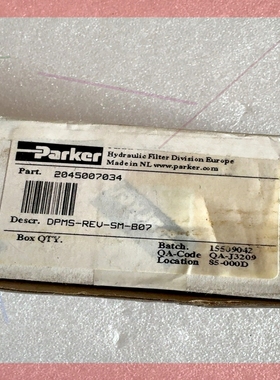 Parker
Hydraulic Filter Division Europe
Made in NL www.parker.com
Part. 2045007034
Descr. DPMS-REV-SM-B07
Box QTY.
Batch. 15509042
QA-Code QA-J3209
Location S5-000D